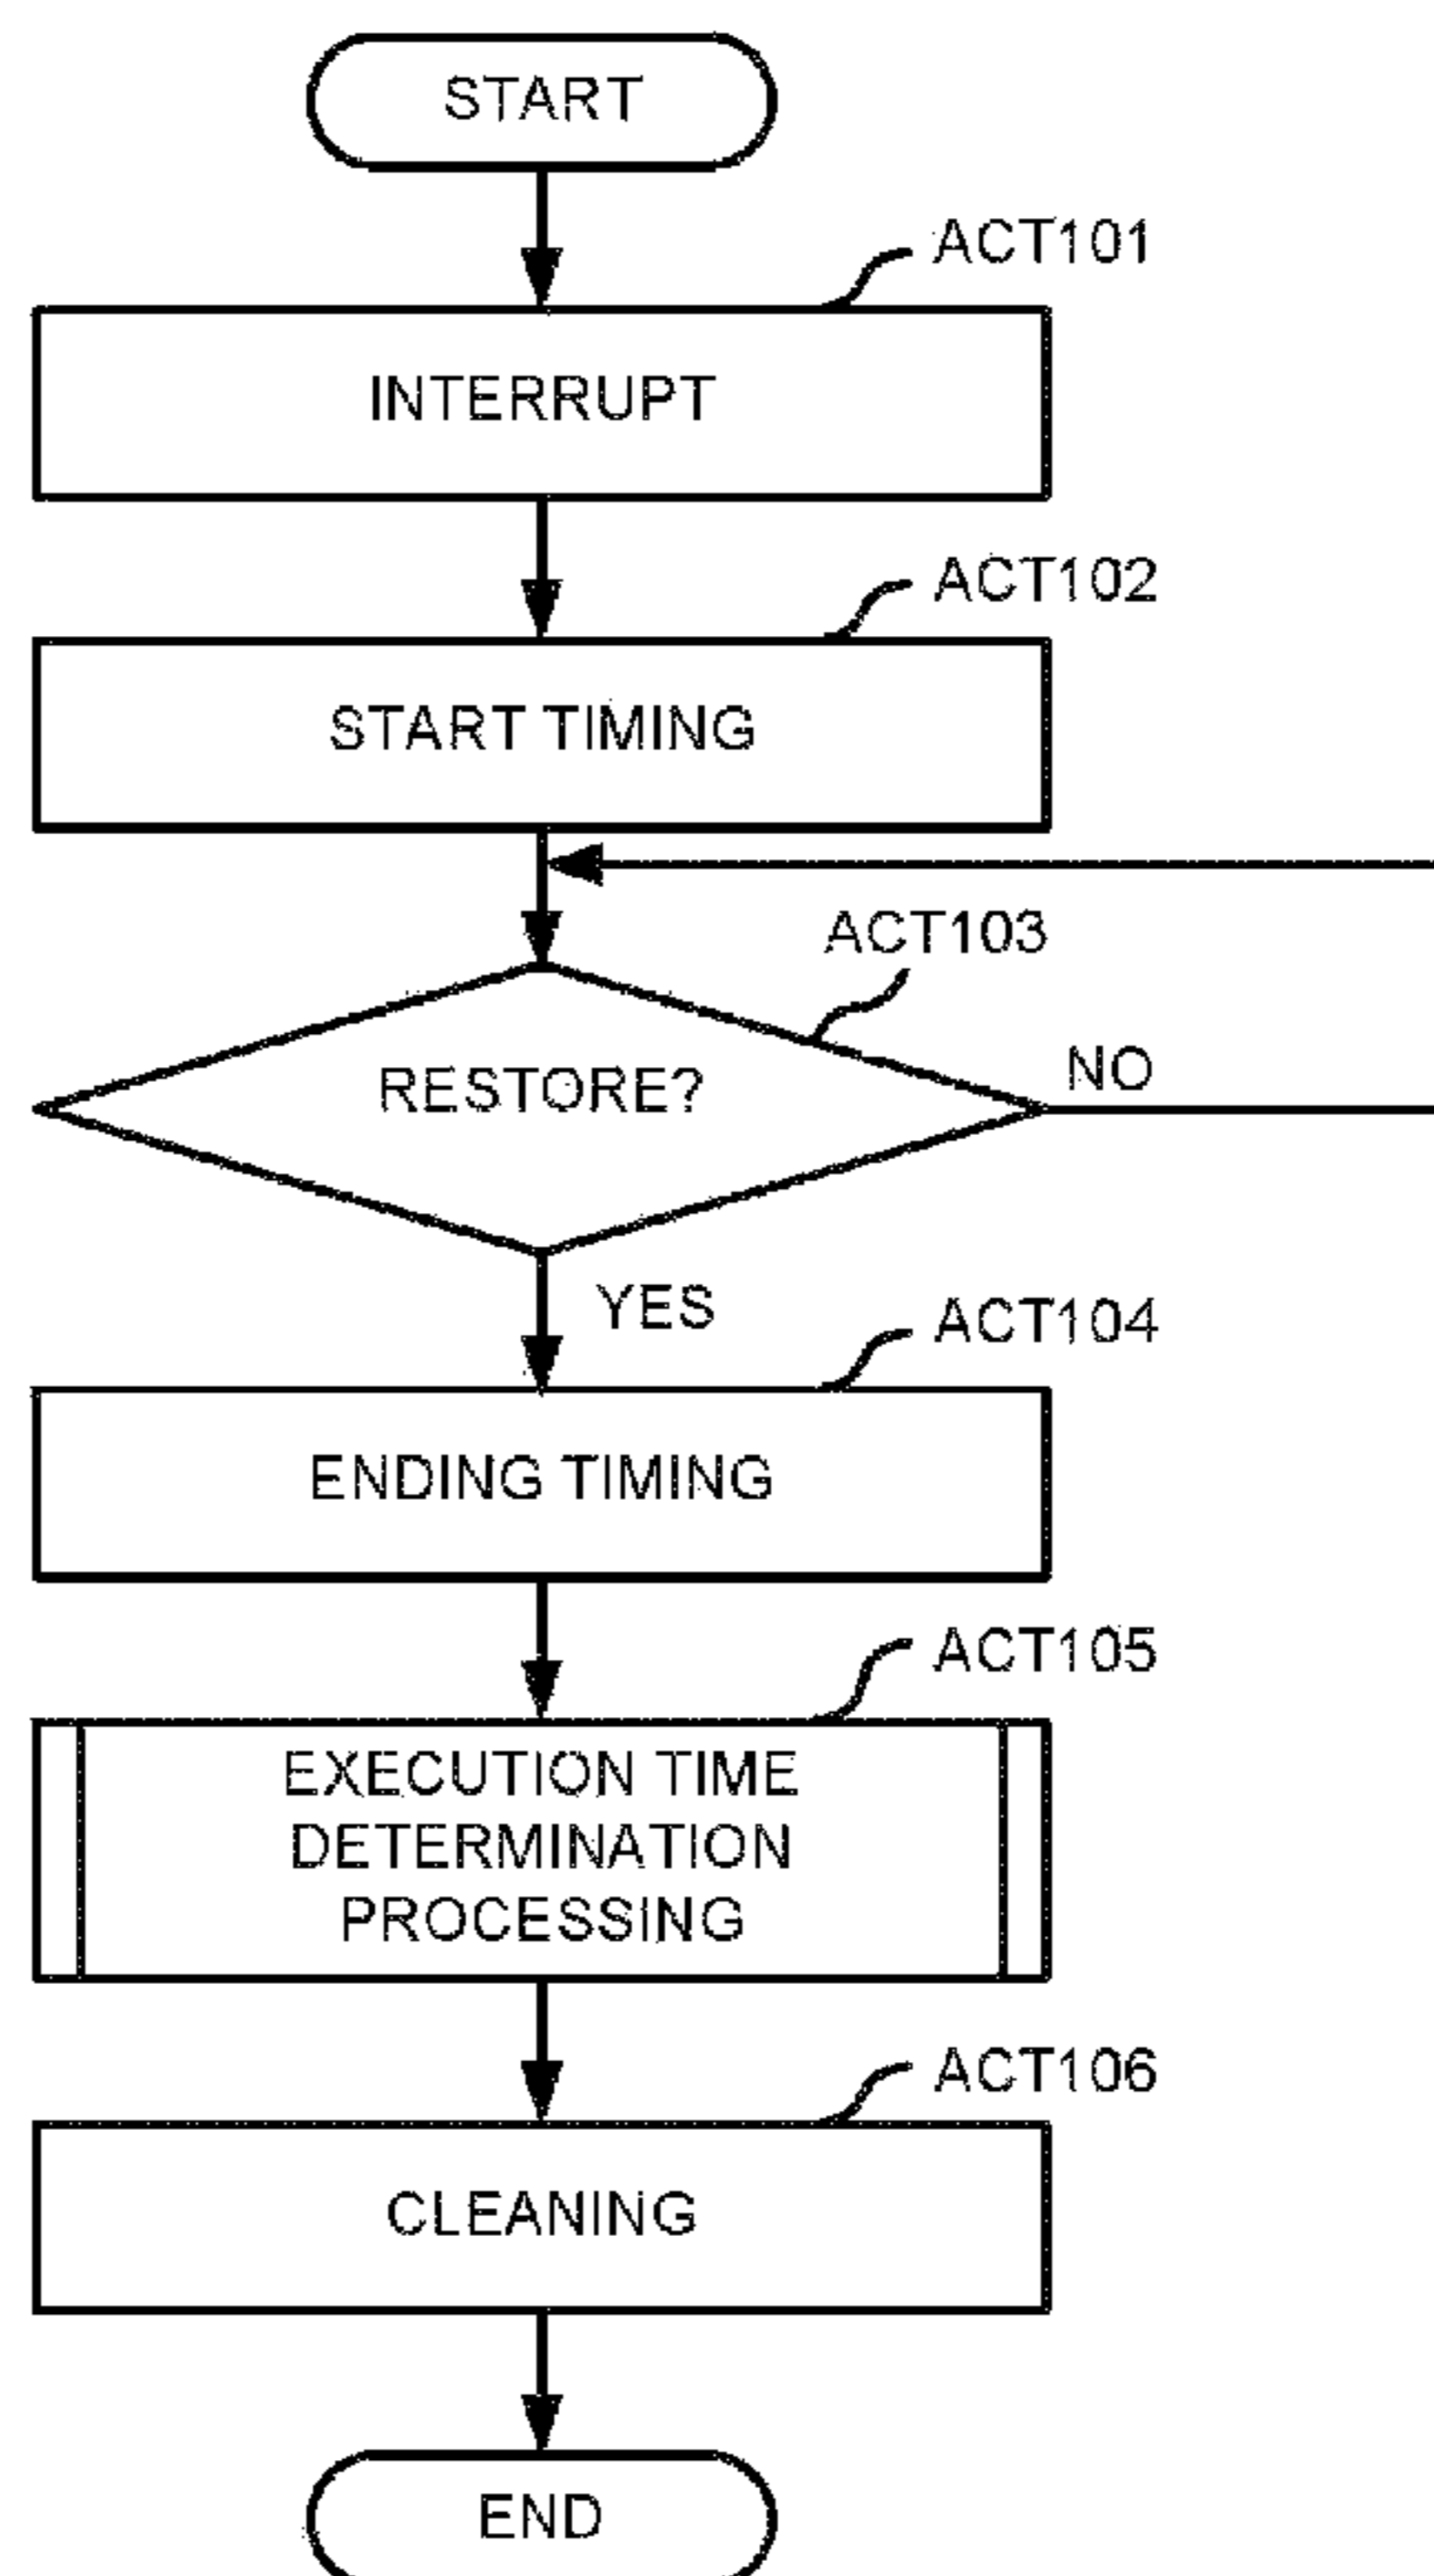 START
ACT101
INTERRUPT
ACT102
START TIMING
ACT103
RESTORE?
NO
YES
ACT104
ENDING TIMING
ACT105
EXECUTION TIME
DETERMINATION
PROCESSING
ACT106
CLEANING
END